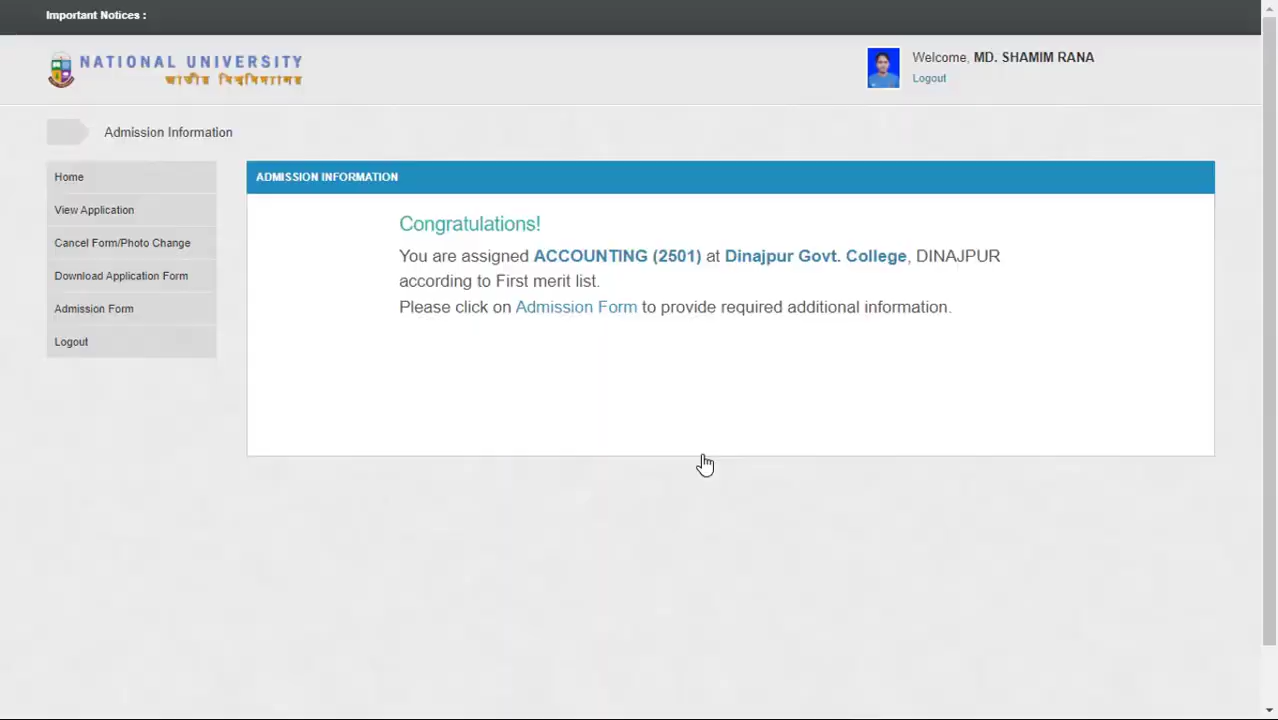 Important Notices :
NATIONAL UNIVERSITY
জাতীয় বিশ্ববিদ্যালয়
Welcome, MD. SHAMIM RANA
Logout
Admission Information
Home
View Application
Cancel Form/Photo Change
Download Application Form
Admission Form
Logout
ADMISSION INFORMATION
Congratulations!
You are assigned ACCOUNTING (2501) at Dinajpur Govt. College, DINAJPUR
according to First merit list.
Please click on Admission Form to provide required additional information.